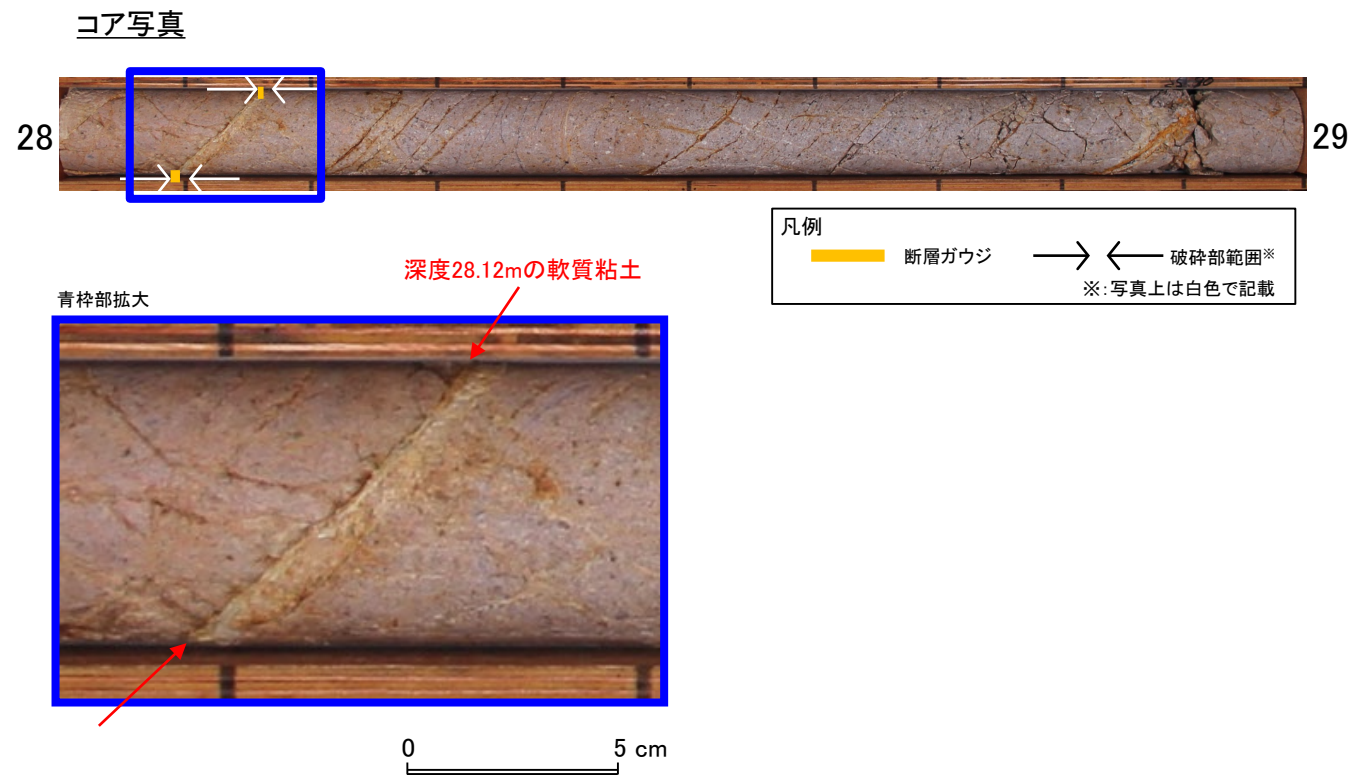 コア写真
28
29
凡例
断層ガウジ
破砕部範囲※
※:写真上は白色で記載
深度28.12mの軟質粘土
青枠部拡大
0 5 cm